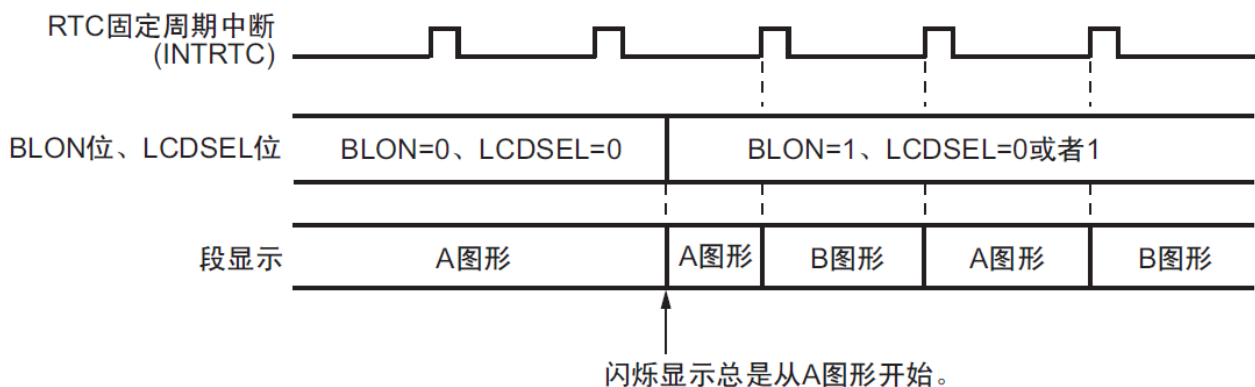 RTC固定周期中断
(INTRTC)
BLON位、LCDSEL位
BLON=0、LCDSEL=0
BLON=1、LCDSEL=0或者1
段显示
A图形
A图形
B图形
A图形
B图形
闪烁显示总是从A图形开始。